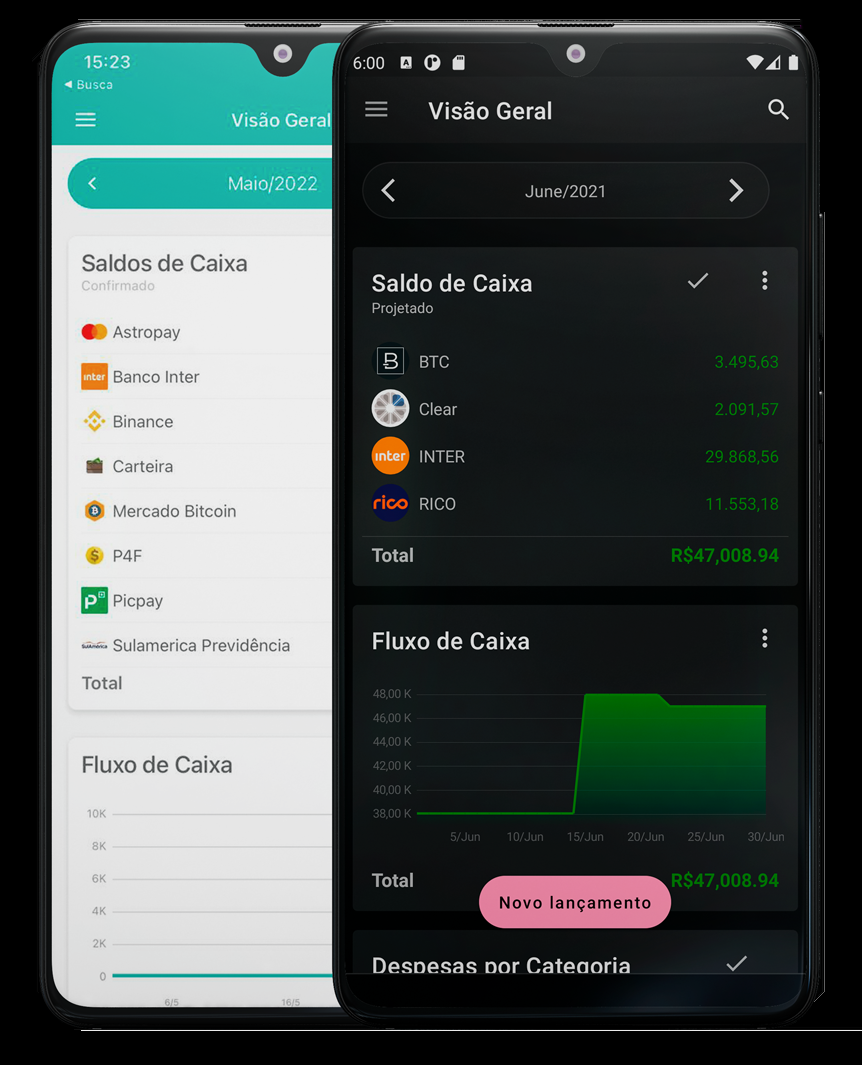 15:23
◀ Busca
Visão Geral
Maio/2022
Saldos de Caixa
Confirmado
Astropay
inter Banco Inter
Binance
Carteira
Mercado Bitcoin
P4F
Picpay
SulAmérica Sulamerica Previdência
Total
Fluxo de Caixa
10K
8K
6K
4K
2K
0
6/5 16/5
6:00
Visão Geral
June/2021
Saldo de Caixa
Projetado
B BTC 3.495,63
Clear 2.091,57
inter INTER 29.868,56
rico RICO 11.553,18
Total R$47,008.94
Fluxo de Caixa
48,00 K
46,00 K
44,00 K
42,00 K
40,00 K
38,00 K
5/Jun 10/Jun 15/Jun 20/Jun 25/Jun 30/Jun
Total R$47,008.94
Novo lançamento
Despesas por Categoria